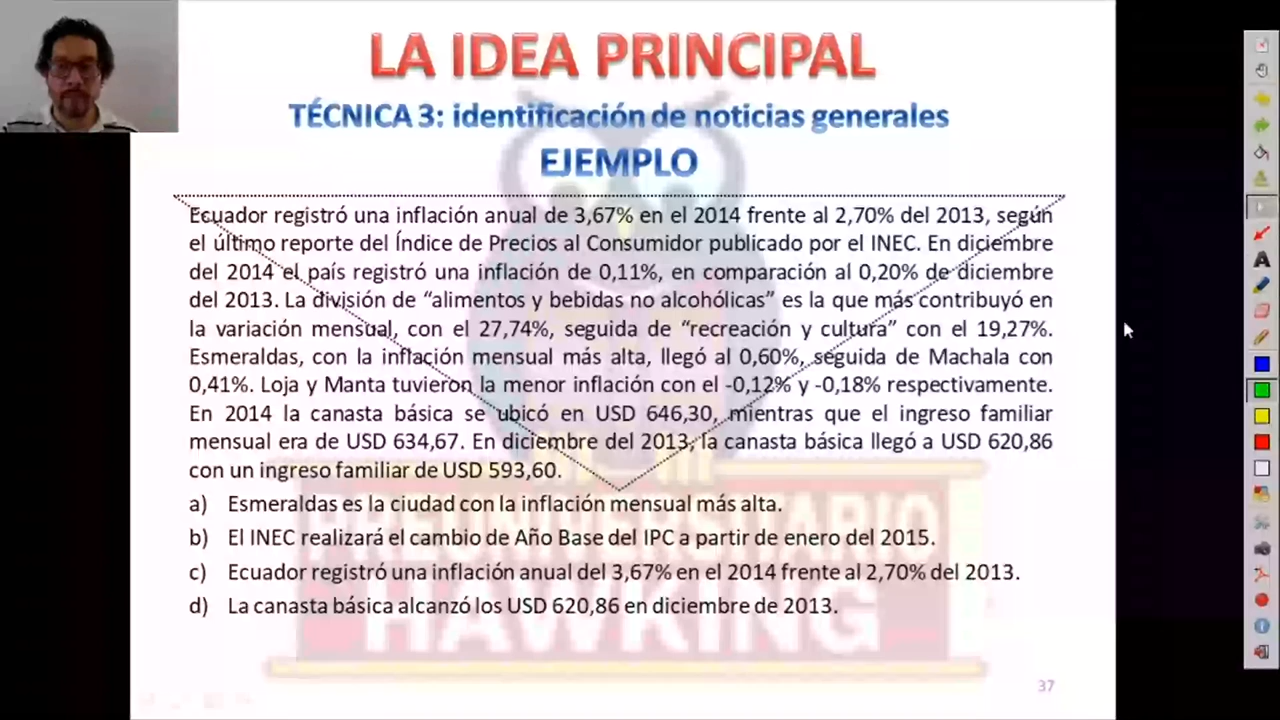 LA IDEA PRINCIPAL
TÉCNICA 3: identificación de noticias generales
EJEMPLO
Ecuador registró una inflación anual de 3,67% en el 2014 frente al 2,70% del 2013, según
el último reporte del Índice de Precios al Consumidor publicado por el INEC. En diciembre
del 2014 el país registró una inflación de 0,11%, en comparación al 0,20% de diciembre
del 2013. La división de “alimentos y bebidas no alcohólicas” es la que más contribuyó en
la variación mensual, con el 27,74%, seguida de “recreación y cultura” con el 19,27%.
Esmeraldas, con la inflación mensual más alta, llegó al 0,60%, seguida de Machala con
0,41%. Loja y Manta tuvieron la menor inflación con el -0,12% y -0,18% respectivamente.
En 2014 la canasta básica se ubicó en USD 646,30, mientras que el ingreso familiar
mensual era de USD 634,67. En diciembre del 2013, la canasta básica llegó a USD 620,86
con un ingreso familiar de USD 593,60.
a) Esmeraldas es la ciudad con la inflación mensual más alta.
b) El INEC realizará el cambio de Año Base del IPC a partir de enero del 2015.
c) Ecuador registró una inflación anual del 3,67% en el 2014 frente al 2,70% del 2013.
d) La canasta básica alcanzó los USD 620,86 en diciembre de 2013.
PREUNIVERSITARIO
HAWKING
37